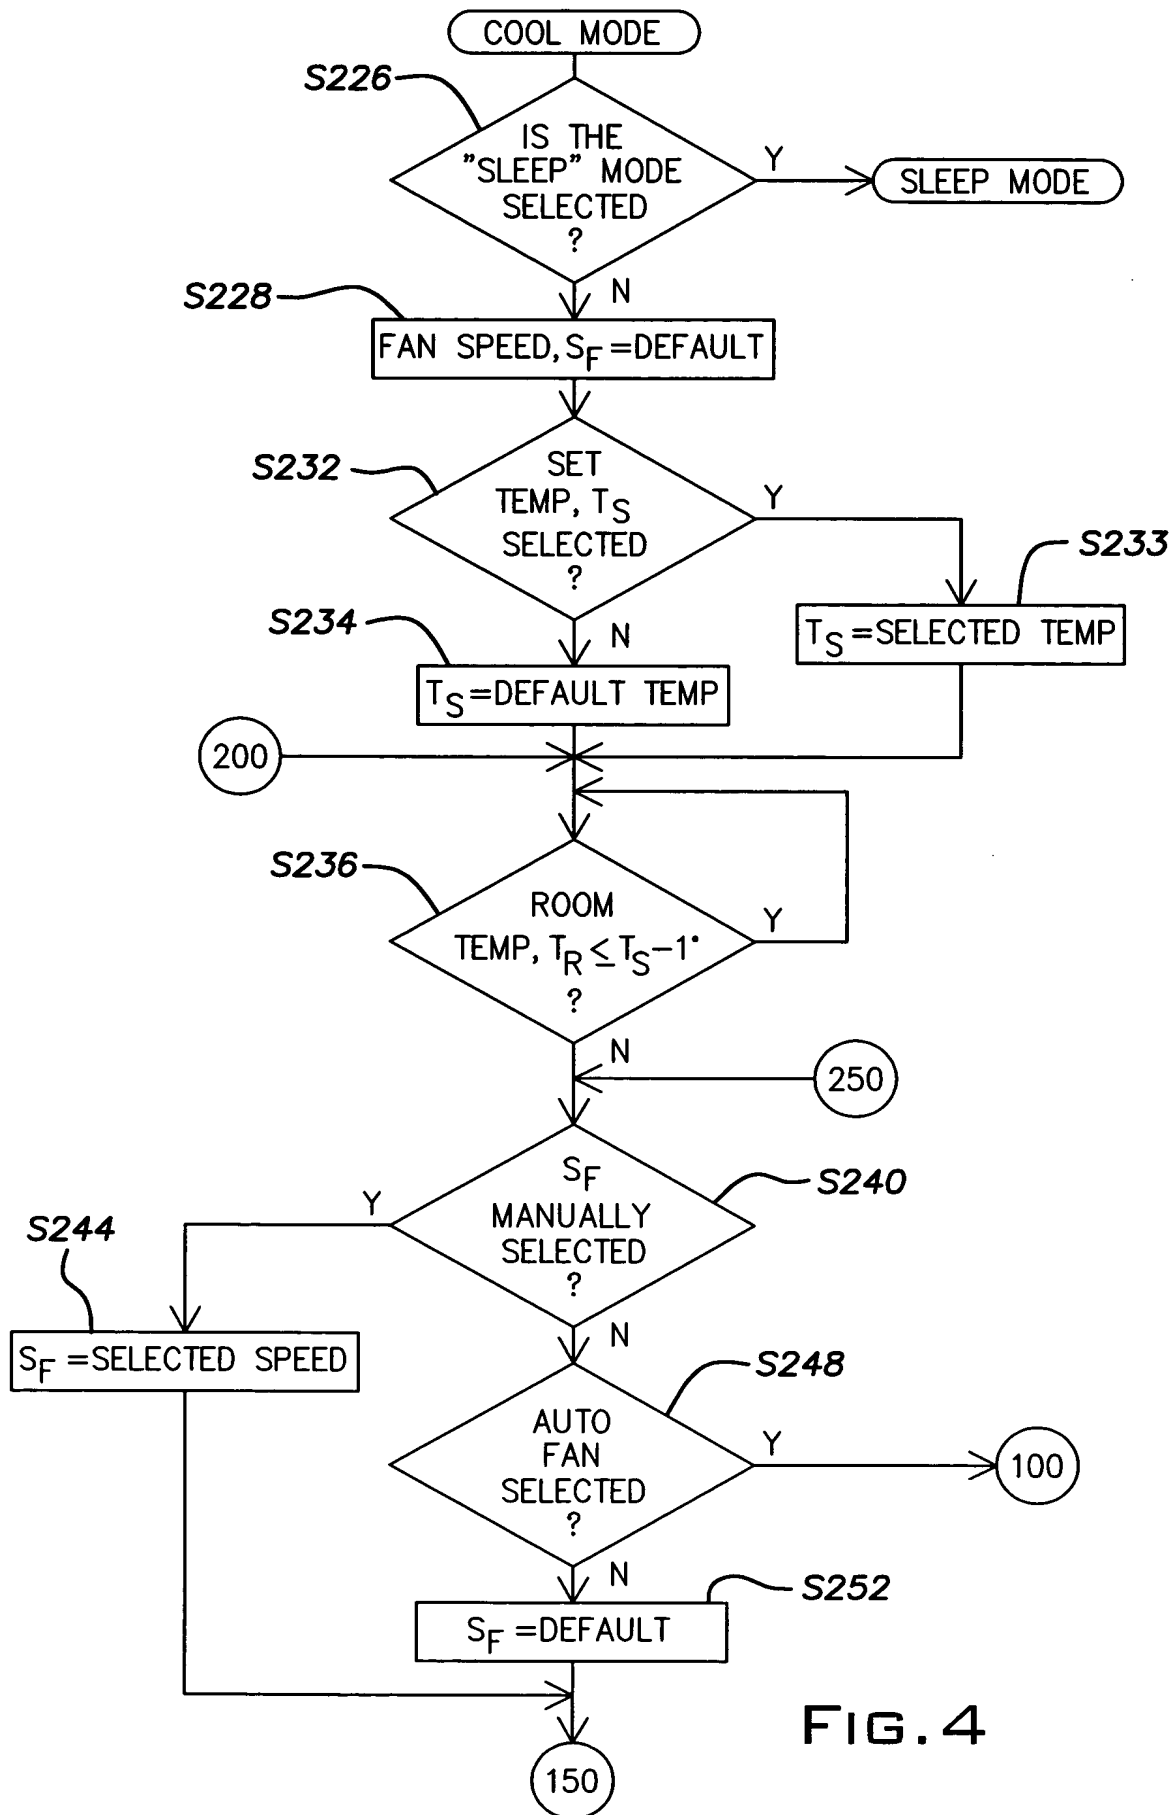 COOL MODE
S226
IS THE
"SLEEP" MODE
SELECTED
?
Y
SLEEP MODE
N
S228
FAN SPEED, SF=DEFAULT
S232
SET
TEMP, TS
SELECTED
?
Y
S233
TS=SELECTED TEMP
N
S234
TS=DEFAULT TEMP
200
S236
ROOM
TEMP, TR≤TS-1°
?
Y
N
250
SF
MANUALLY
SELECTED
?
S240
Y
S244
SF=SELECTED SPEED
N
S248
AUTO
FAN
SELECTED
?
Y
100
N
S252
SF=DEFAULT
150
FIG. 4